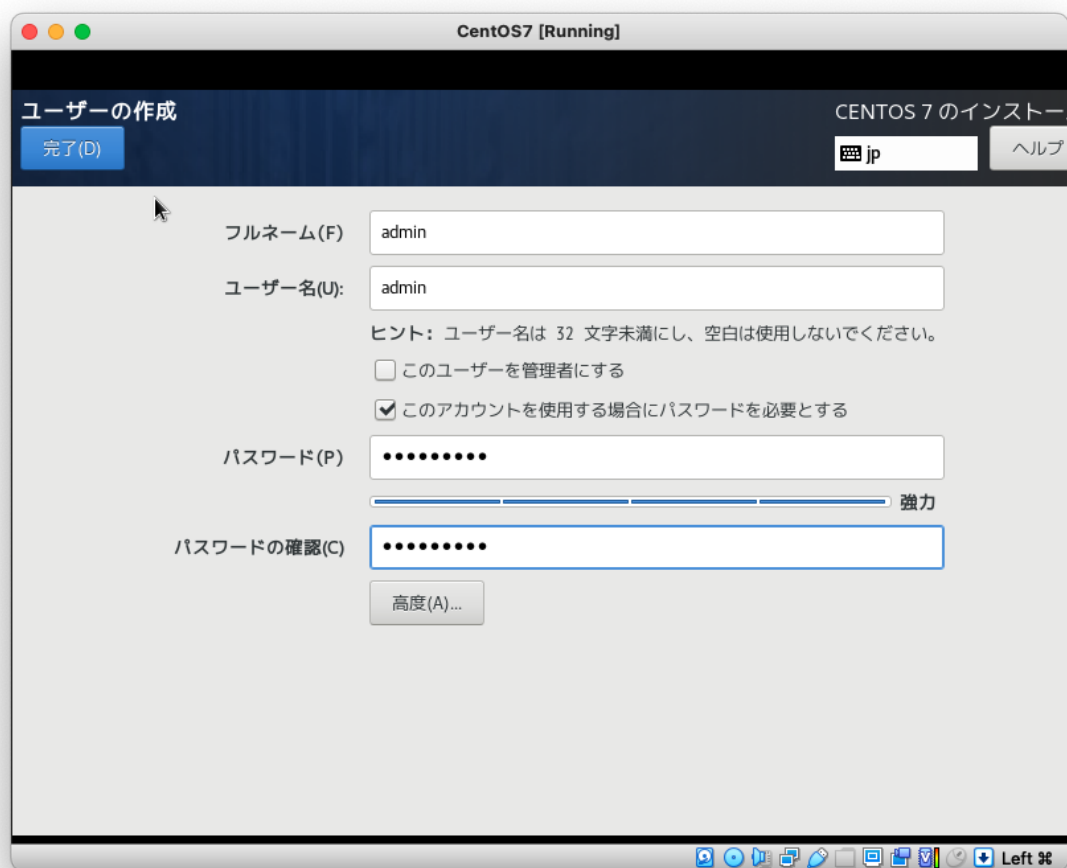 CentOS7 [Running]
ユーザーの作成
CENTOS 7 のインストー
完了(D)
jp
ヘルプ
フルネーム(F)
admin
ユーザー名(U):
admin
ヒント: ユーザー名は 32 文字未満にし、空白は使用しないでください。
このユーザーを管理者にする
このアカウントを使用する場合にパスワードを必要とする
パスワード(P)
●●●●●●●●●
強力
パスワードの確認(C)
●●●●●●●●●
高度(A)...
Left ⌘